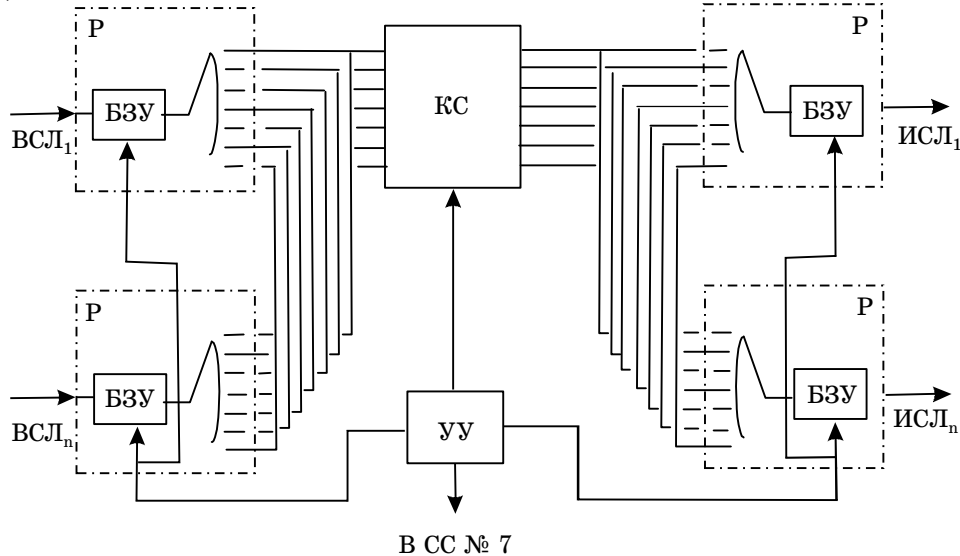 Р
Р
КС
БЗУ
БЗУ
ВСЛ₁
ИСЛ₁
Р
Р
БЗУ
БЗУ
ВСЛₙ
УУ
ИСЛₙ
В СС № 7